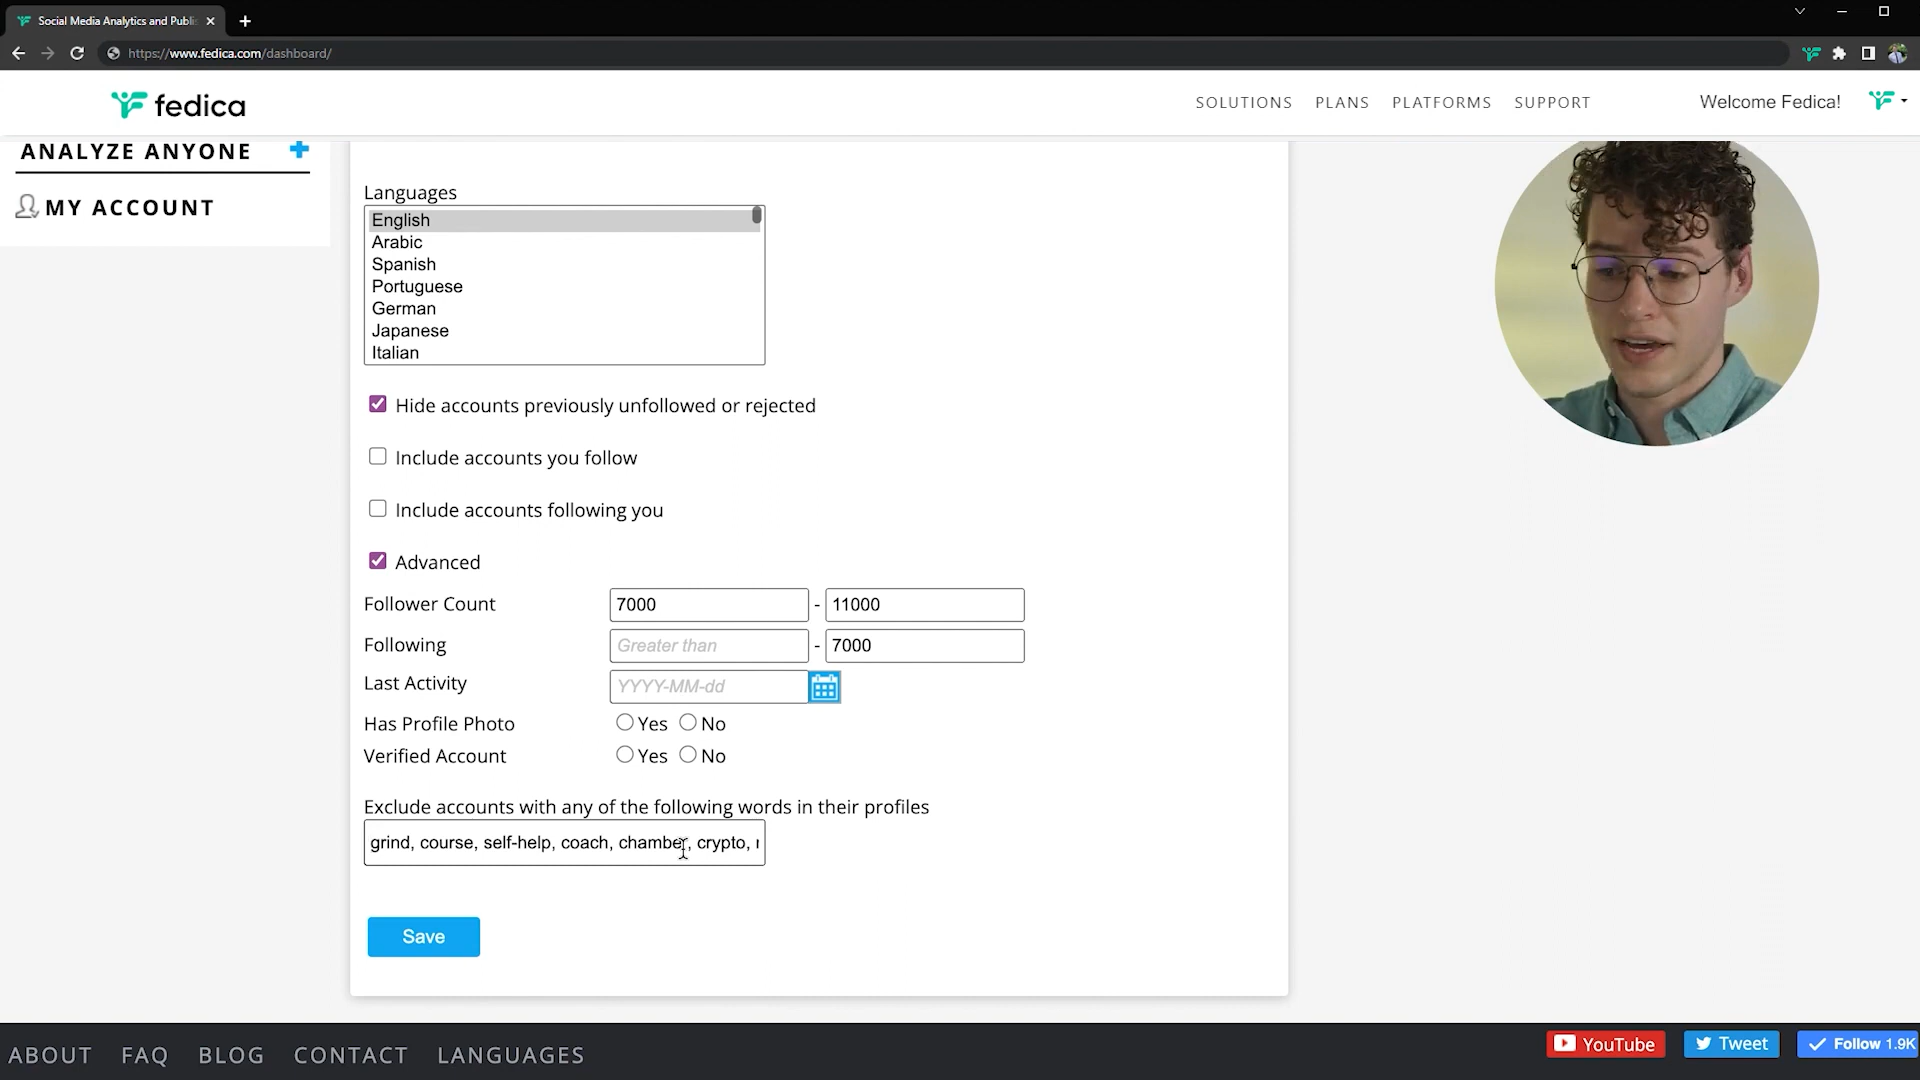 Social Media Analytics and Publis
https://www.fedica.com/dashboard/
fedica
SOLUTIONS PLANS PLATFORMS SUPPORT
Welcome Fedica!
ANALYZE ANYONE
MY ACCOUNT
Languages
English
Arabic
Spanish
Portuguese
German
Japanese
Italian
Hide accounts previously unfollowed or rejected
Include accounts you follow
Include accounts following you
Advanced
Follower Count 7000 - 11000
Following Greater than - 7000
Last Activity YYYY-MM-dd
Has Profile Photo Yes No
Verified Account Yes No
Exclude accounts with any of the following words in their profiles
grind, course, self-help, coach, chamber, crypto,
Save
ABOUT FAQ BLOG CONTACT LANGUAGES
YouTube Tweet Follow 1.9K